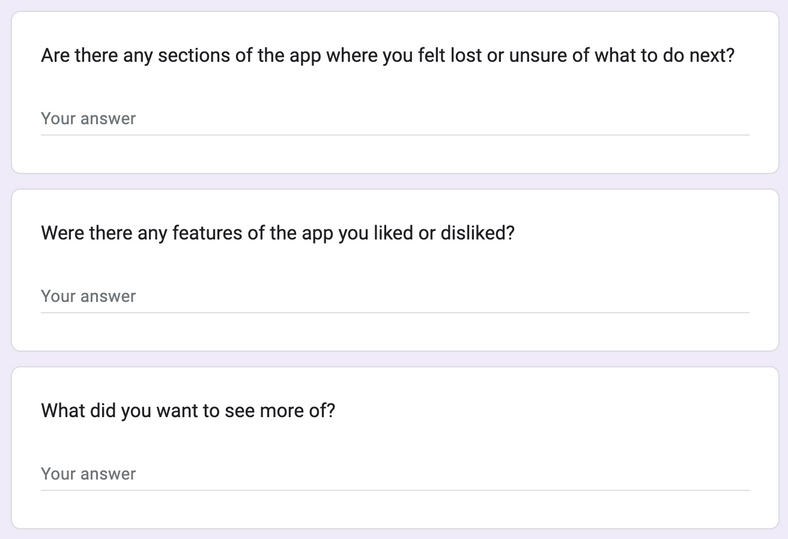 Are there any sections of the app where you felt lost or unsure of what to do next?
Your answer
Were there any features of the app you liked or disliked?
Your answer
What did you want to see more of?
Your answer